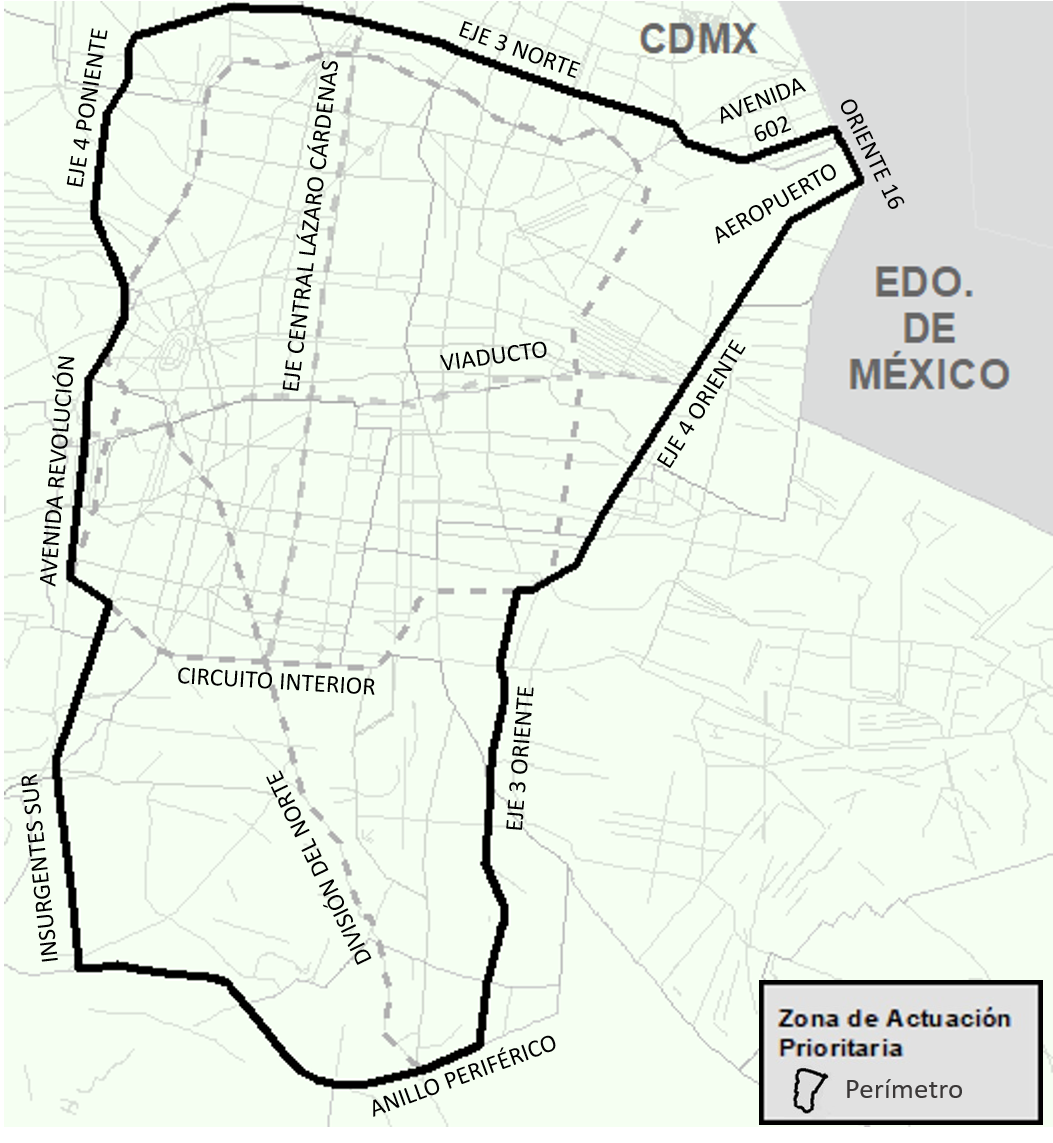 EJE 3 NORTE
CDMX
EJE 4 PONIENTE
AVENIDA
602
ORIENTE 16
EJE CENTRAL LÁZARO CÁRDENAS
AEROPUERTO
EDO.
DE
MÉXICO
VIADUCTO
EJE 4 ORIENTE
AVENIDA REVOLUCIÓN
CIRCUITO INTERIOR
EJE 3 ORIENTE
INSURGENTES SUR
DIVISIÓN DEL NORTE
ANILLO PERIFÉRICO
Zona de Actuación
Prioritaria
Perímetro